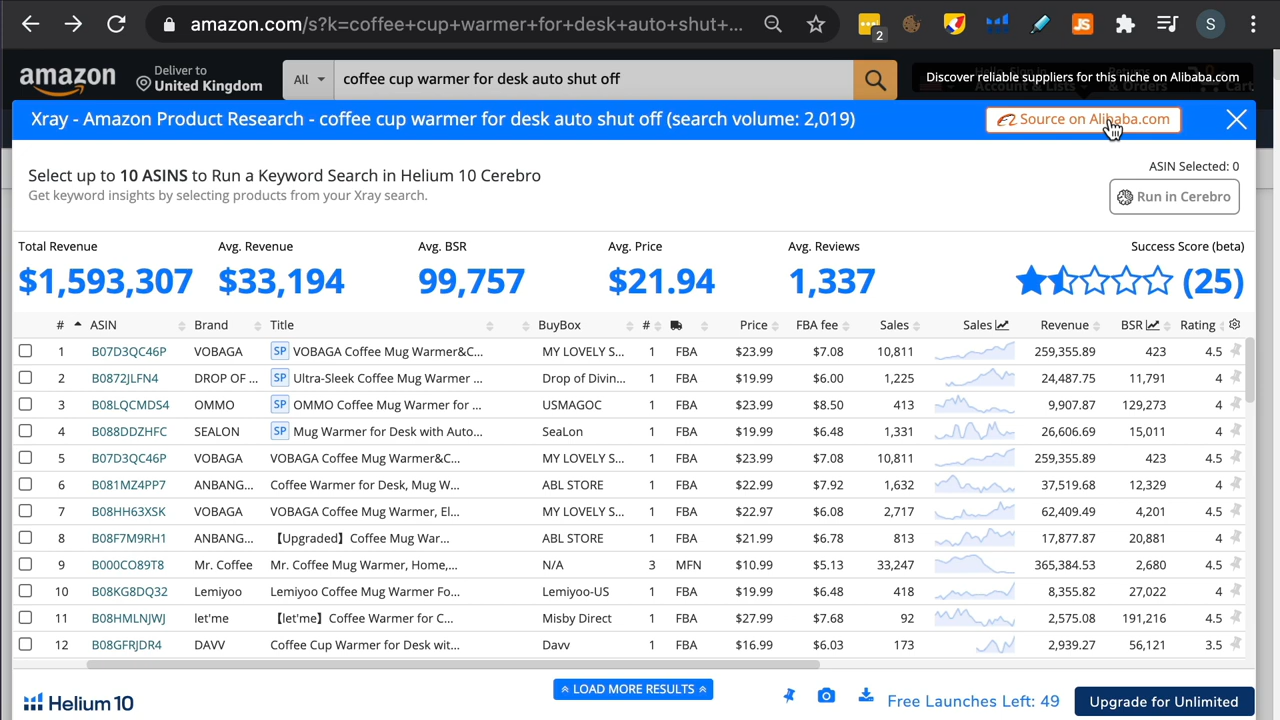 amazon.com/s?k=coffee+cup+warmer+for+desk+auto+shut+...
2
JS
S
amazon
Deliver to
United Kingdom
All
coffee cup warmer for desk auto shut off
Discover reliable suppliers for this niche on Alibaba.com
Account & Lists
& Orders
Cart
Xray - Amazon Product Research - coffee cup warmer for desk auto shut off (search volume: 2,019)
Source on Alibaba.com
Select up to 10 ASINS to Run a Keyword Search in Helium 10 Cerebro
Get keyword insights by selecting products from your Xray search.
ASIN Selected: 0
Run in Cerebro
Total Revenue Avg. Revenue Avg. BSR Avg. Price Avg. Reviews Success Score (beta)
$1,593,307 $33,194 99,757 $21.94 1,337 (25)
# ASIN Brand Title BuyBox # Price FBA fee Sales Sales Revenue BSR Rating
1 B07D3QC46P VOBAGA SP VOBAGA Coffee Mug Warmer&C... MY LOVELY S... 1 FBA $23.99 $7.08 10,811 259,355.89 423 4.5
2 B0872JLFN4 DROP OF ... SP Ultra-Sleek Coffee Mug Warmer ... Drop of Divin... 1 FBA $19.99 $6.00 1,225 24,487.75 11,791 4
3 B08LQCMDS4 OMMO SP OMMO Coffee Mug Warmer for ... USMAGOC 1 FBA $23.99 $8.50 413 9,907.87 129,273 4
4 B088DDZHFC SEALON SP Mug Warmer for Desk with Auto... SeaLon 1 FBA $19.99 $6.48 1,331 26,606.69 15,011 4
5 B07D3QC46P VOBAGA VOBAGA Coffee Mug Warmer&C... MY LOVELY S... 1 FBA $23.99 $7.08 10,811 259,355.89 423 4.5
6 B081MZ4PP7 ANBANG... Coffee Warmer for Desk, Mug W... ABL STORE 1 FBA $22.99 $7.92 1,632 37,519.68 12,329 4
7 B08HH63XSK VOBAGA VOBAGA Coffee Mug Warmer, El... MY LOVELY S... 1 FBA $22.97 $6.08 2,717 62,409.49 4,201 4.5
8 B08F7M9RH1 ANBANG... 【Upgraded】Coffee Mug War... ABL STORE 1 FBA $21.99 $6.78 813 17,877.87 20,881 4
9 B000CO89T8 Mr. Coffee Mr. Coffee Mug Warmer, Home,... N/A 3 MFN $10.99 $5.13 33,247 365,384.53 2,680 4.5
10 B08KG8DQ32 Lemiyoo Lemiyoo Coffee Mug Warmer Fo... Lemiyoo-US 1 FBA $19.99 $6.48 418 8,355.82 27,022 4
11 B08HMLNJWJ let'me 【let'me】Coffee Warmer for C... Misby Direct 1 FBA $27.99 $7.68 92 2,575.08 191,216 4.5
12 B08GFRJDR4 DAVV Coffee Cup Warmer for Desk wit... Davv 1 FBA $16.99 $6.03 173 2,939.27 56,121 3.5
Helium 10
LOAD MORE RESULTS
Free Launches Left: 49
Upgrade for Unlimited